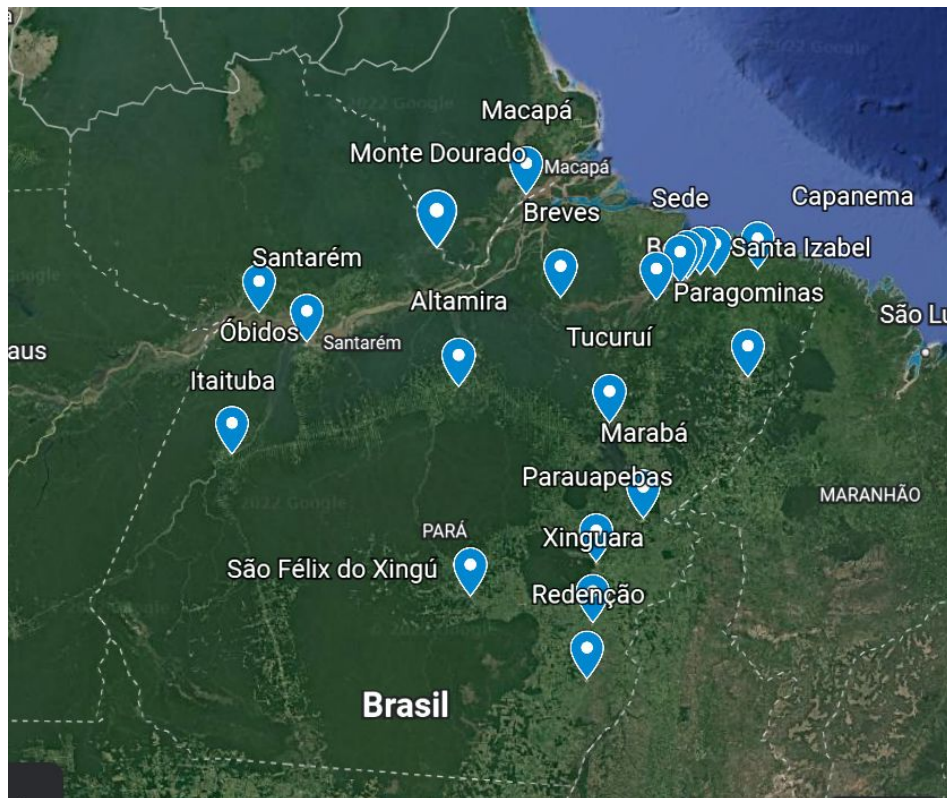 Macapá
Monte Dourado
Macapá
Breves
Sede
Capanema
Santarém
Santa Izabel
Altamira
Paragominas
Óbidos
Santarém
Tucuruí
São Lu
aus
Itaituba
Marabá
Parauapebas
MARANHÃO
PARÁ
Xinguara
São Félix do Xingú
Redenção
Brasil